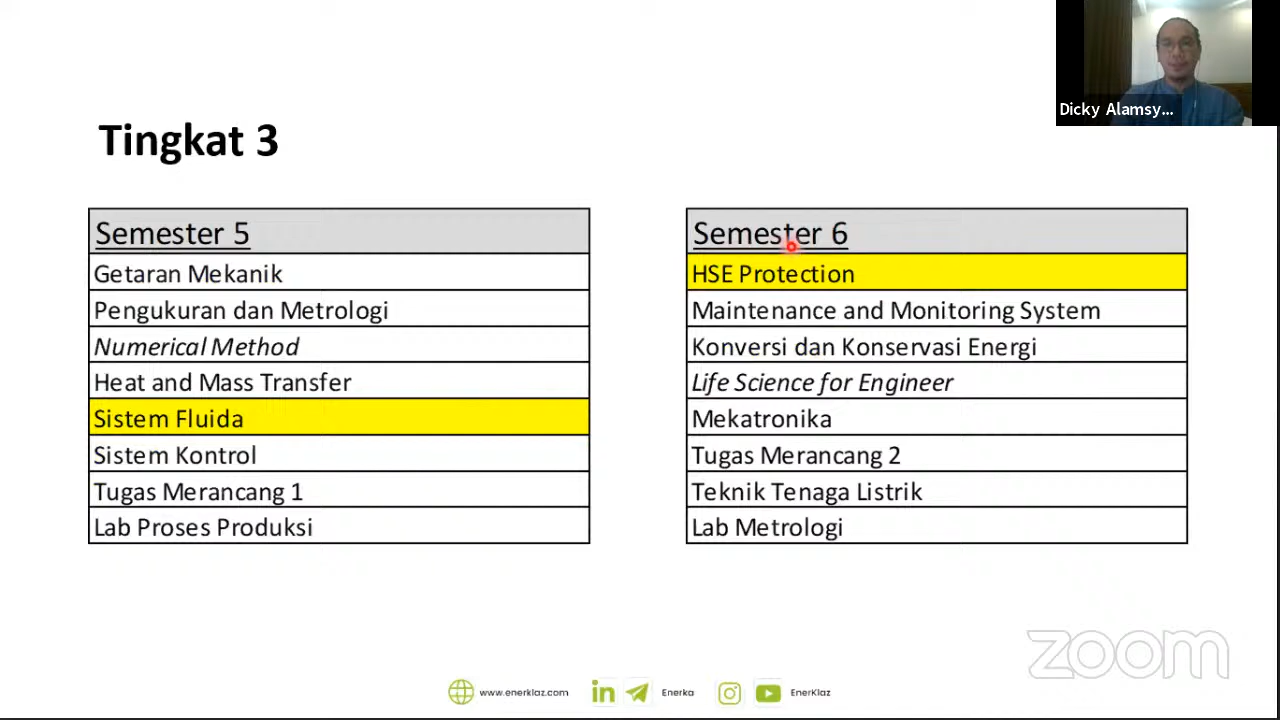 Dicky Alamsy...
Tingkat 3
Semester 5
Getaran Mekanik
Pengukuran dan Metrologi
Numerical Method
Heat and Mass Transfer
Sistem Fluida
Sistem Kontrol
Tugas Merancang 1
Lab Proses Produksi
Semester 6
HSE Protection
Maintenance and Monitoring System
Konversi dan Konservasi Energi
Life Science for Engineer
Mekatronika
Tugas Merancang 2
Teknik Tenaga Listrik
Lab Metrologi
zoom
www.enerklaz.com
in
Enerka
EnerKlaz